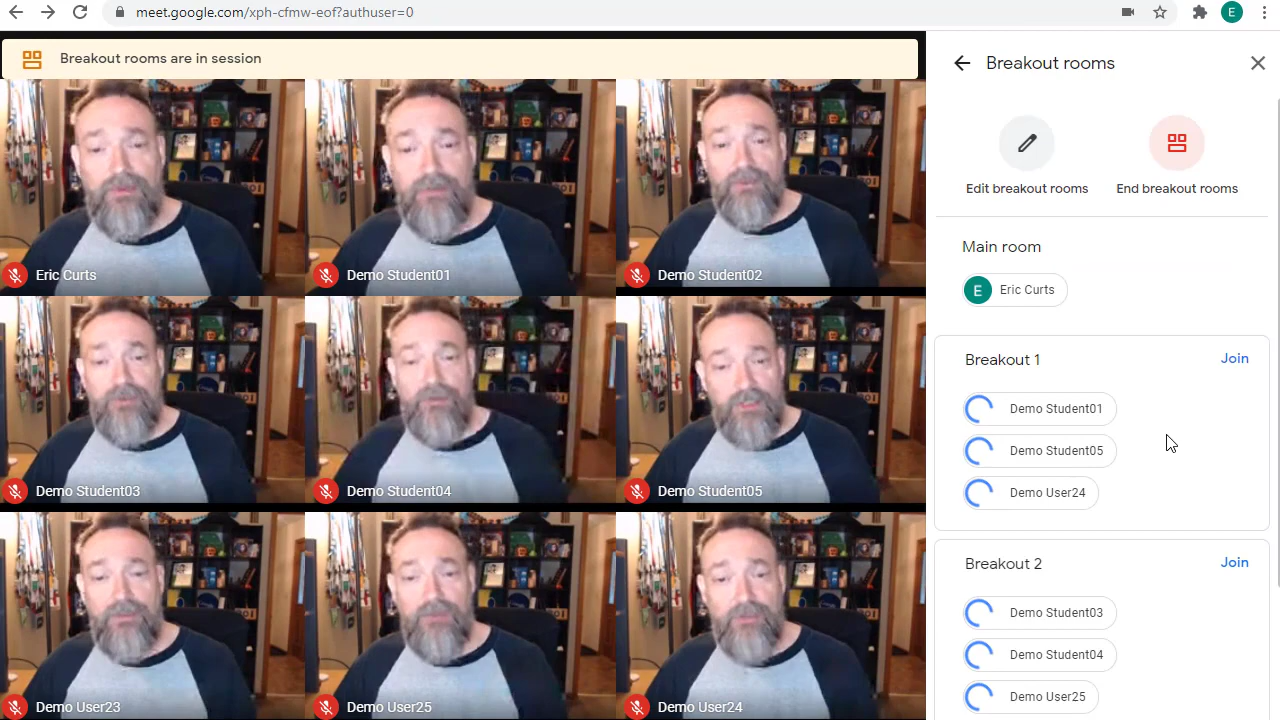 meet.google.com/xph-cfmw-eof?authuser=0
E
Breakout rooms are in session
Eric Curts
Demo Student01
Demo Student02
Demo Student03
Demo Student04
Demo Student05
Demo User23
Demo User25
Demo User24
Breakout rooms
Edit breakout rooms
End breakout rooms
Main room
E Eric Curts
Breakout 1 Join
Demo Student01
Demo Student05
Demo User24
Breakout 2 Join
Demo Student03
Demo Student04
Demo User25